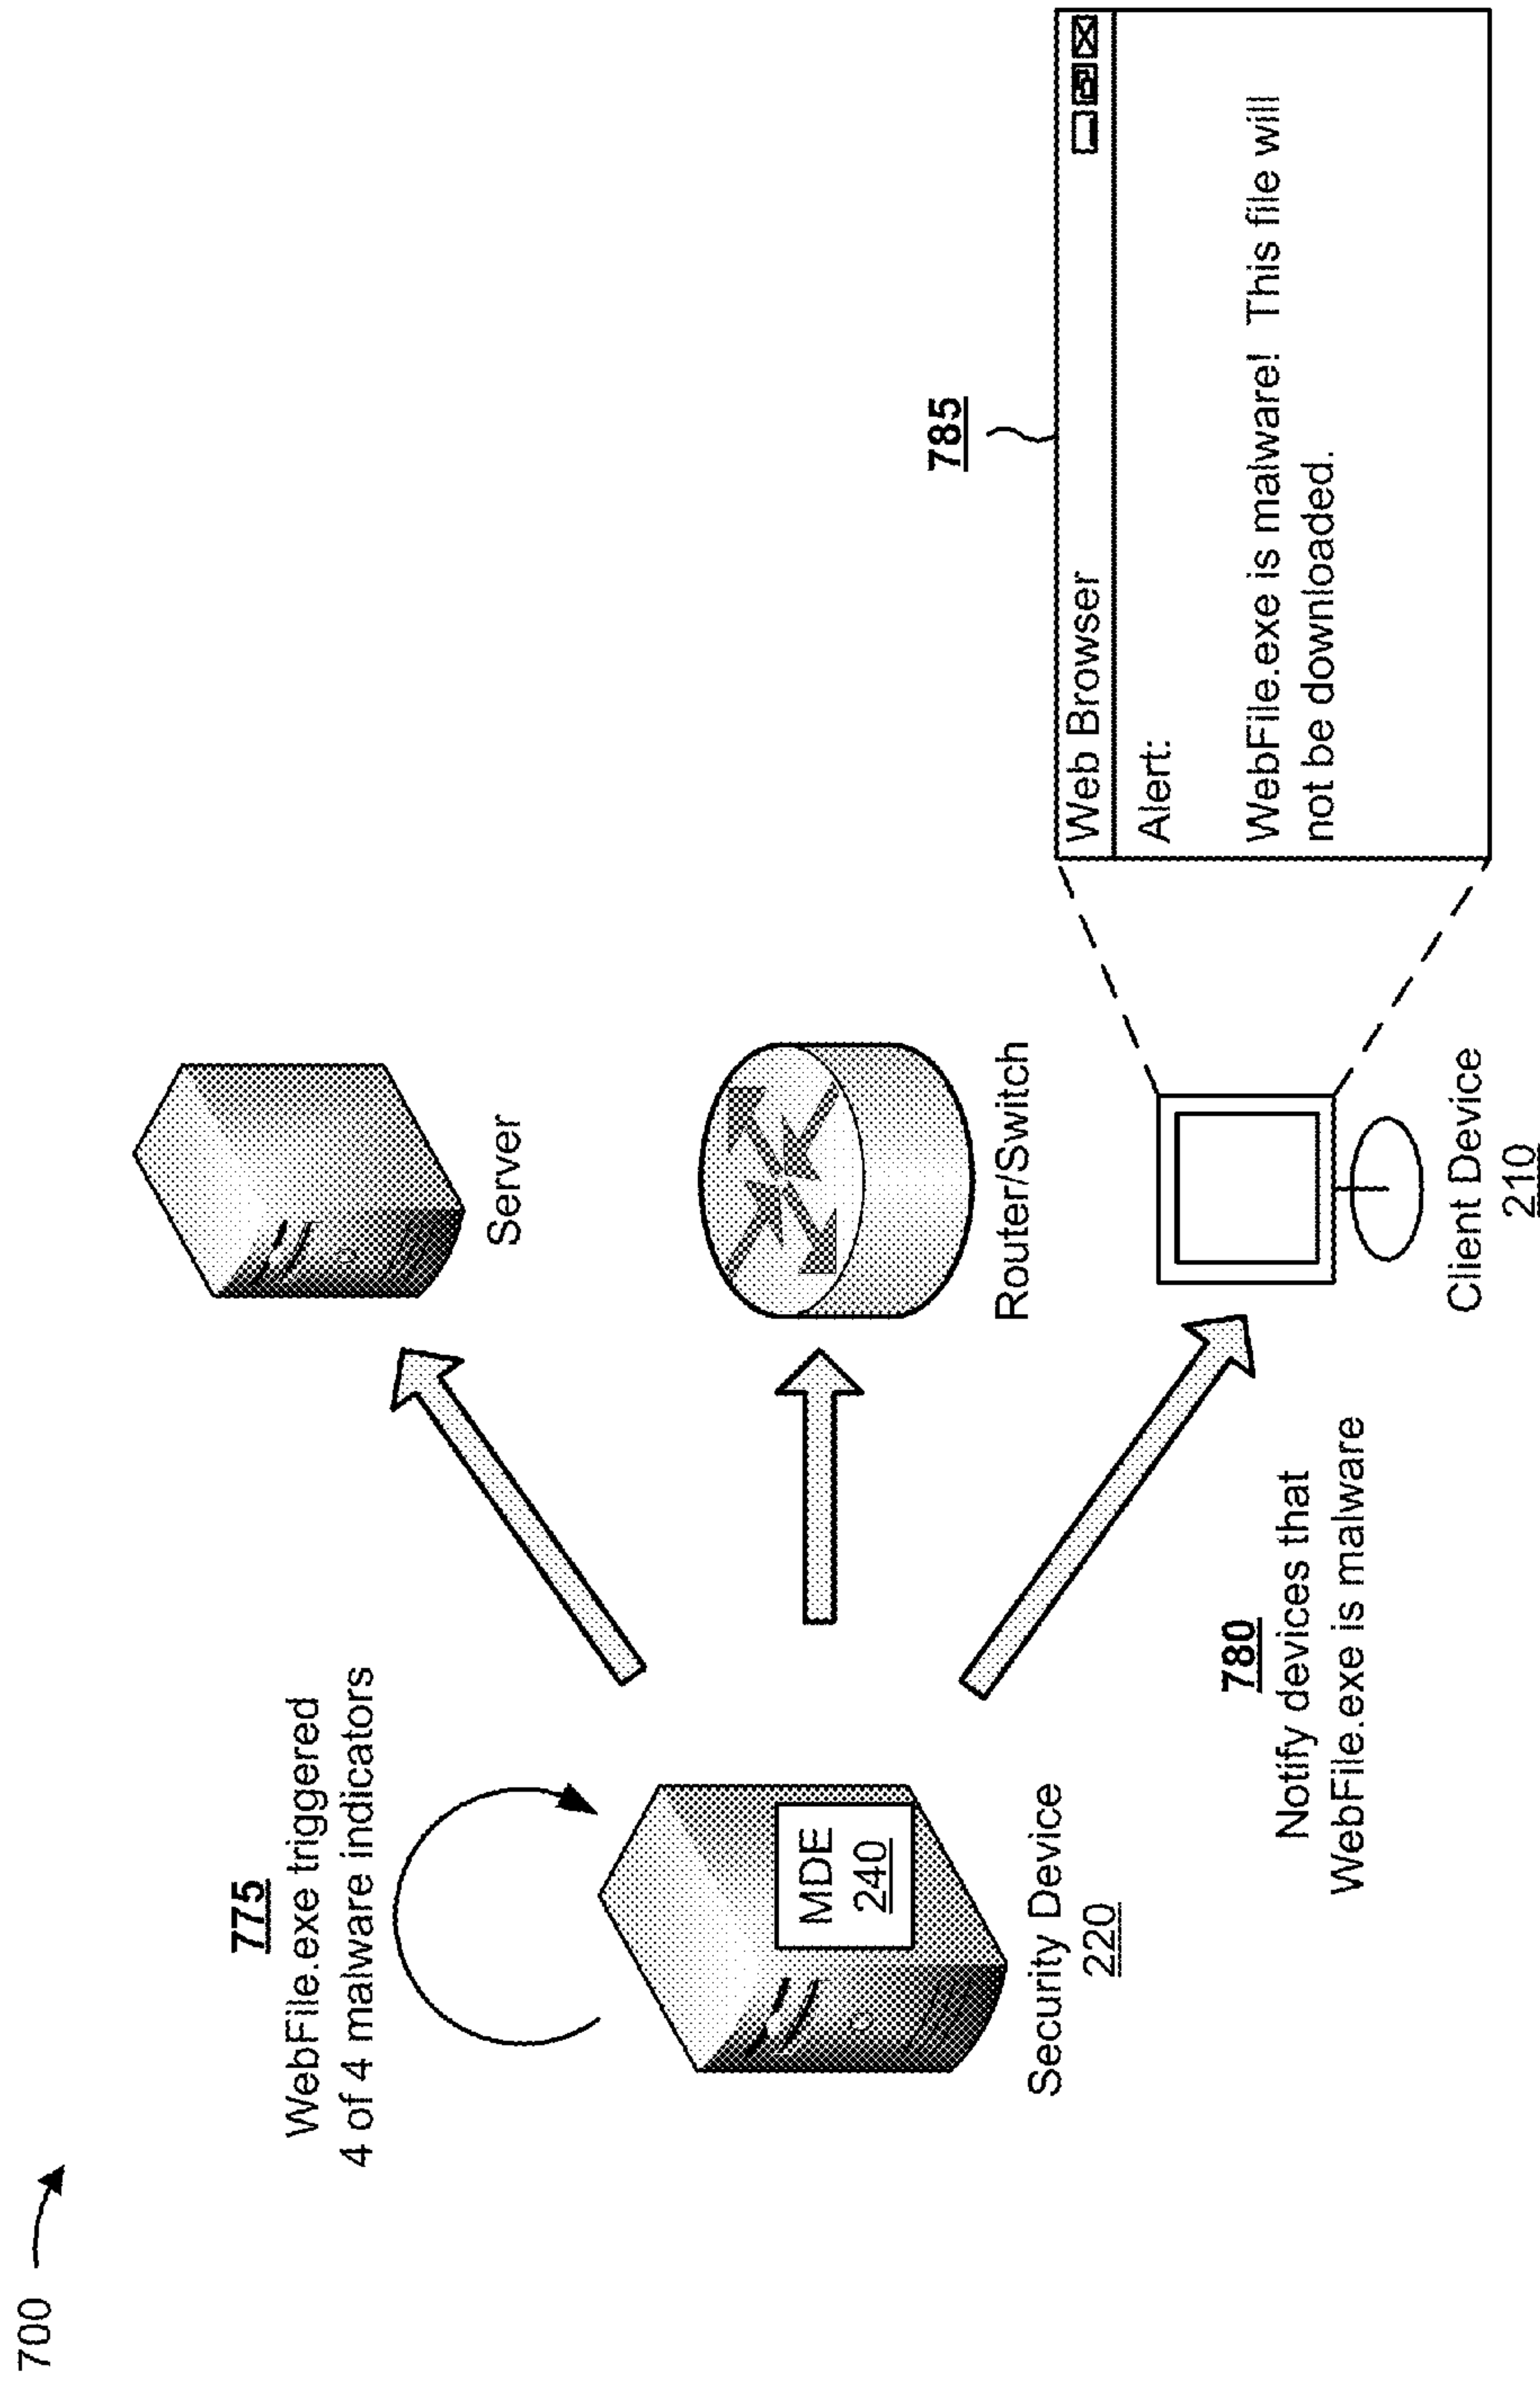 700
775
WebFile.exe triggered
4 of 4 malware indicators
MDE
240
Security Device
220
Server
Router/Switch
780
Notify devices that
WebFile.exe is malware
Client Device
210
785
Web Browser
Alert:
WebFile.exe is malware!  This file will
not be downloaded.